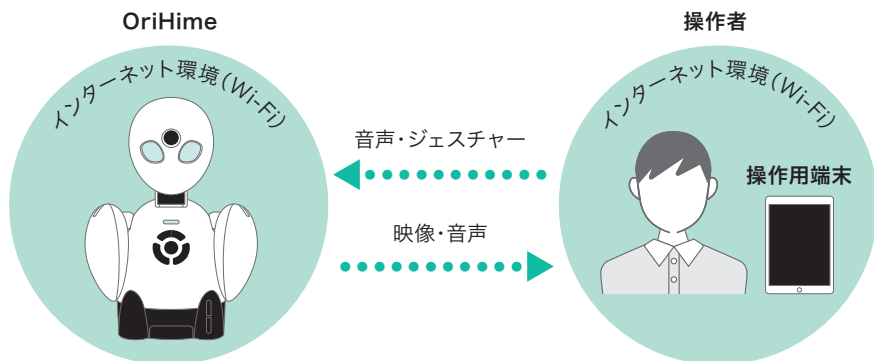 OriHime
操作者
インターネット環境(Wi-Fi)
インターネット環境(Wi-Fi)
音声・ジェスチャー
操作用端末
映像・音声